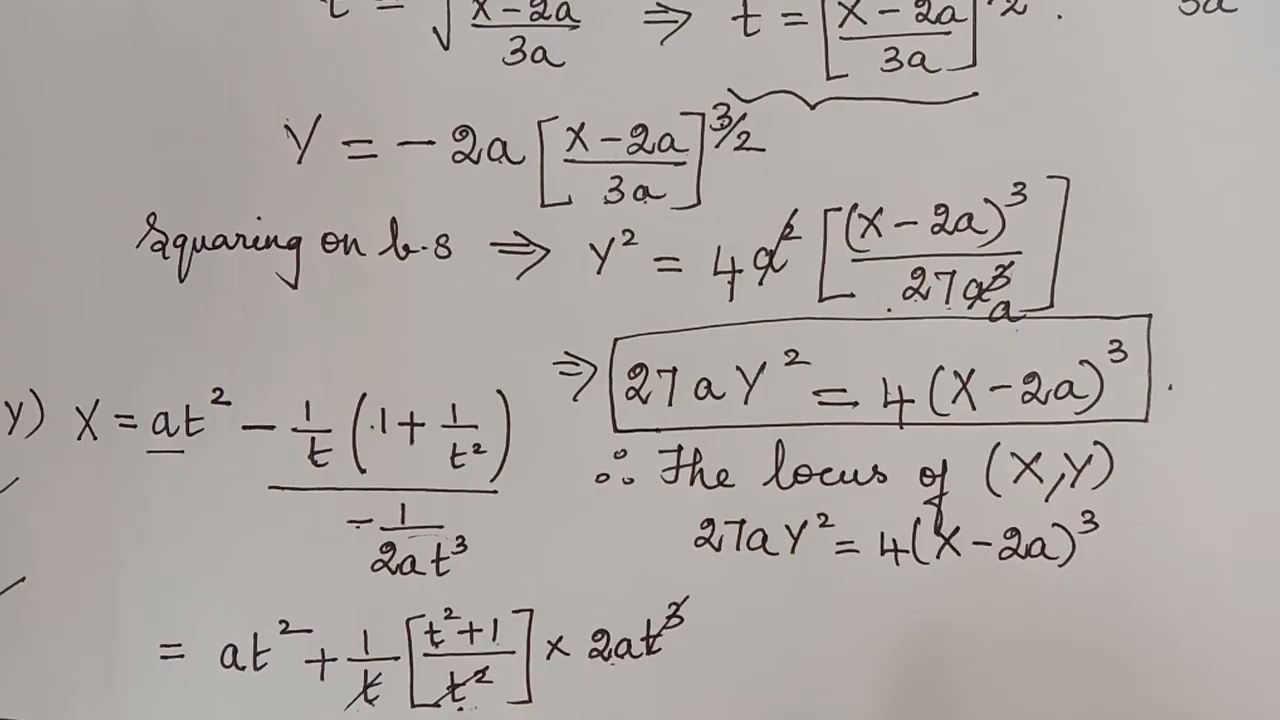 t = √(x-2a)/3a ⇒ t = [(x-2a)/3a]^1/2 . 3a
Y = -2a [(X-2a)/3a]^3/2
Squaring on b.s ⇒ Y² = 4a² [(X-2a)³/27a³] a
⇒ 27aY² = 4(X-2a)³ .
Y) X = at² - 1/t (1 + 1/t²) / -1/2at³
∴ The locus of (X,Y)
27aY² = 4(X-2a)³
= at² + 1/t [t²+1/t²] × 2at³